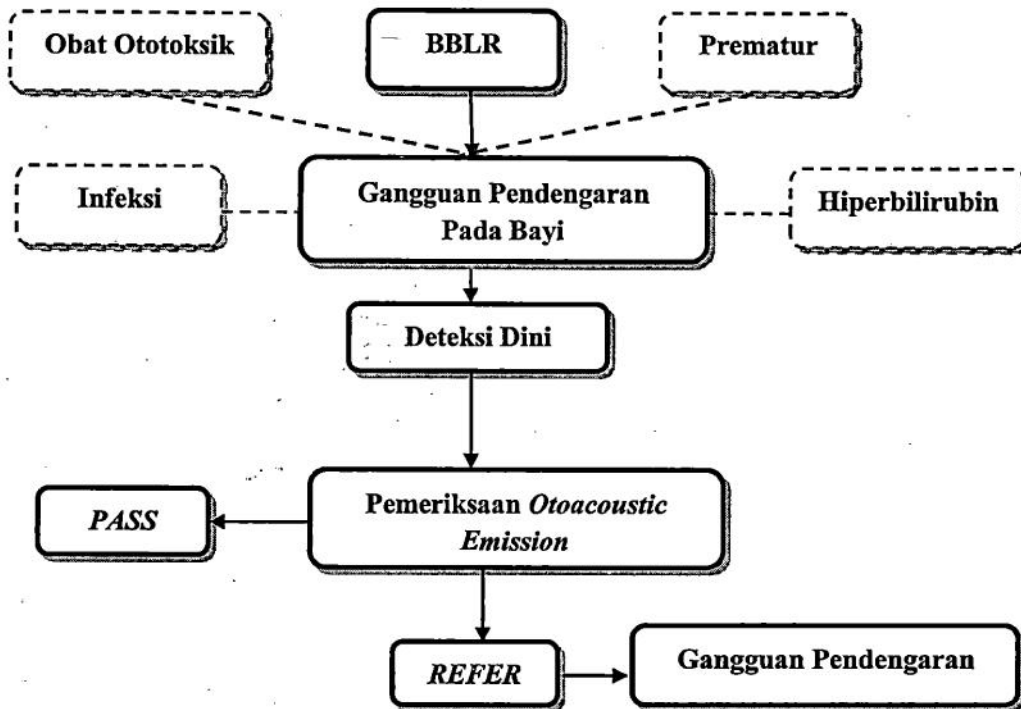 Obat Ototoksik
BBLR
Prematur
Infeksi
Gangguan Pendengaran
Pada Bayi
Hiperbilirubin
Deteksi Dini
PASS
Pemeriksaan Otoacoustic
Emission
REFER
Gangguan Pendengaran